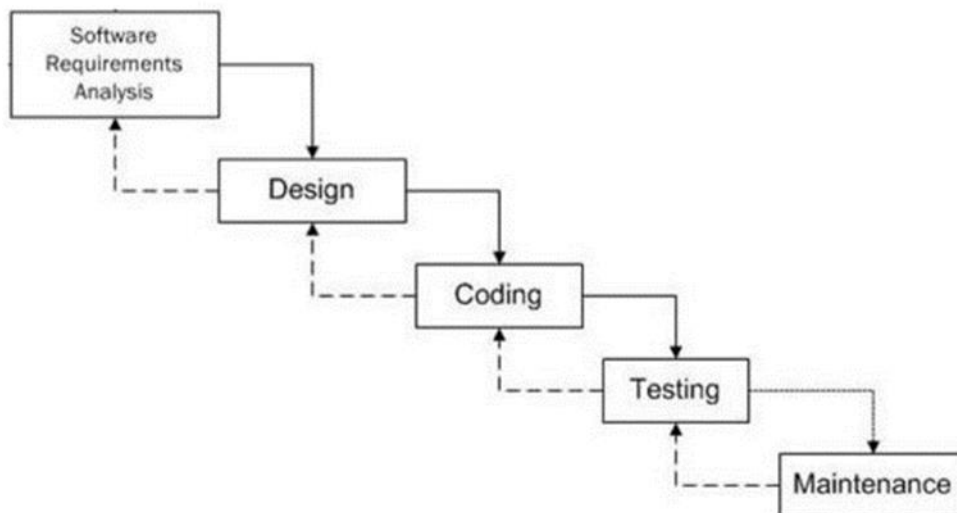 Software
Requirements
Analysis
Design
Coding
Testing
Maintenance